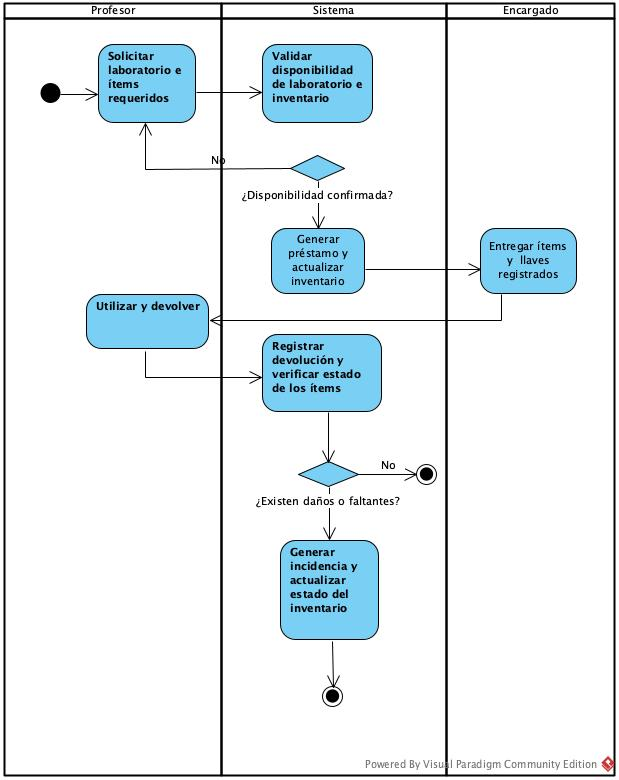 Profesor
Sistema
Encargado
Solicitar
laboratorio e
ítems
requeridos
Validar
disponibilidad
de laboratorio e
inventario
No
¿Disponibilidad confirmada?
Generar
préstamo y
actualizar
inventario
Entregar ítems
y llaves
registrados
Utilizar y devolver
Registrar
devolución y
verificar estado
de los ítems
No
¿Existen daños o faltantes?
Generar
incidencia y
actualizar
estado del
inventario
Powered By Visual Paradigm Community Edition